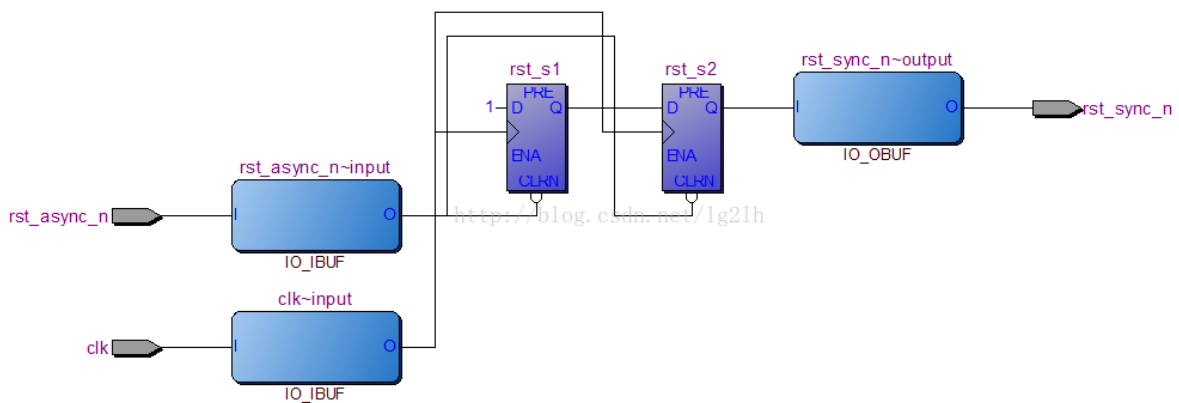 rst_async_n
rst_async_n~input
I
O
IO_IBUF
clk
clk~input
I
O
IO_IBUF
rst_s1
PRE
1
D
Q
ENA
CLRN
rst_s2
PRE
D
Q
ENA
CLRN
rst_sync_n~output
I
O
IO_OBUF
rst_sync_n
http://blog.csdn.net/lg2lh